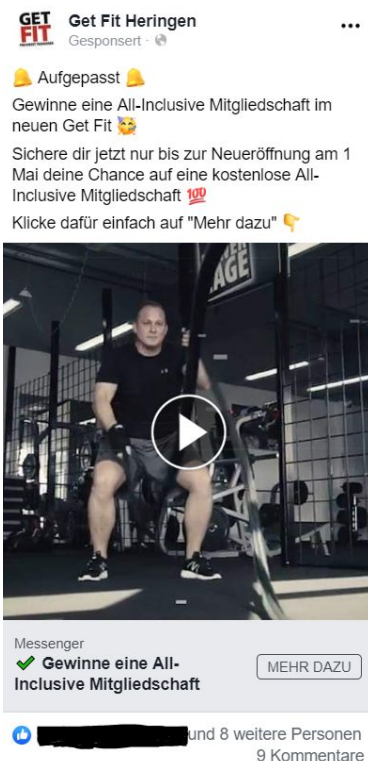 GET
FIT
Get Fit Heringen
Gesponsert ·
🔔 Aufgepasst 🔔
Gewinne eine All-Inclusive Mitgliedschaft im
neuen Get Fit 🥳
Sichere dir jetzt nur bis zur Neueröffnung am 1
Mai deine Chance auf eine kostenlose All-
Inclusive Mitgliedschaft 💯
Klicke dafür einfach auf "Mehr dazu" 👇
AGE
Messenger
✔ Gewinne eine All-
Inclusive Mitgliedschaft
MEHR DAZU
und 8 weitere Personen
9 Kommentare